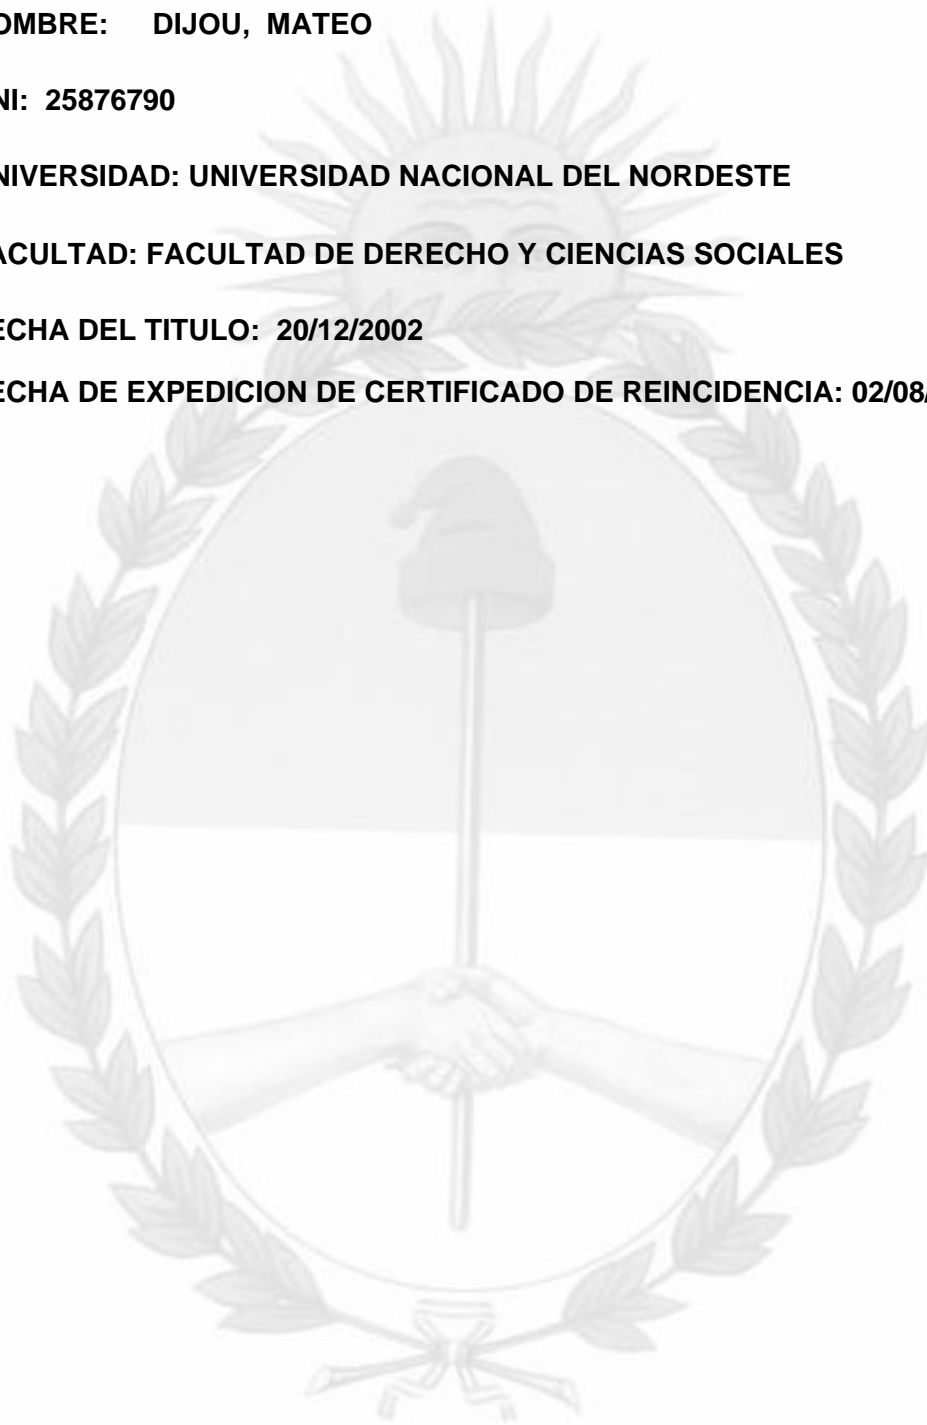 OMBRE: DIJOU, MATEO
NI: 25876790
NIVERSIDAD: UNIVERSIDAD NACIONAL DEL NORDESTE
ACULTAD: FACULTAD DE DERECHO Y CIENCIAS SOCIALES
ECHA DEL TITULO: 20/12/2002
ECHA DE EXPEDICION DE CERTIFICADO DE REINCIDENCIA: 02/08/